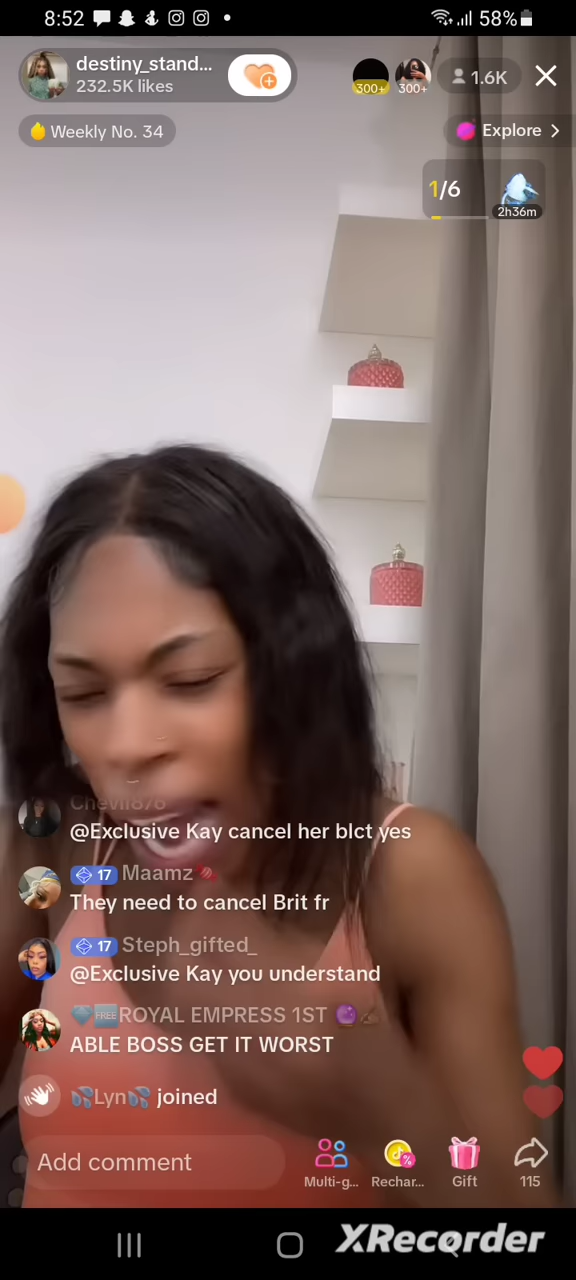 8:52
58%
destiny_stand...
232.5K likes
300+
300+
1.6K
Weekly No. 34
Explore
1/6
2h36m
Chevii876
@Exclusive Kay cancel her blct yes
17 Maamz
They need to cancel Brit fr
17 Steph_gifted_
@Exclusive Kay you understand
FREE ROYAL EMPRESS 1ST
ABLE BOSS GET IT WORST
Lyn joined
Add comment
Multi-g...
Rechar...
Gift
115
XRecorder